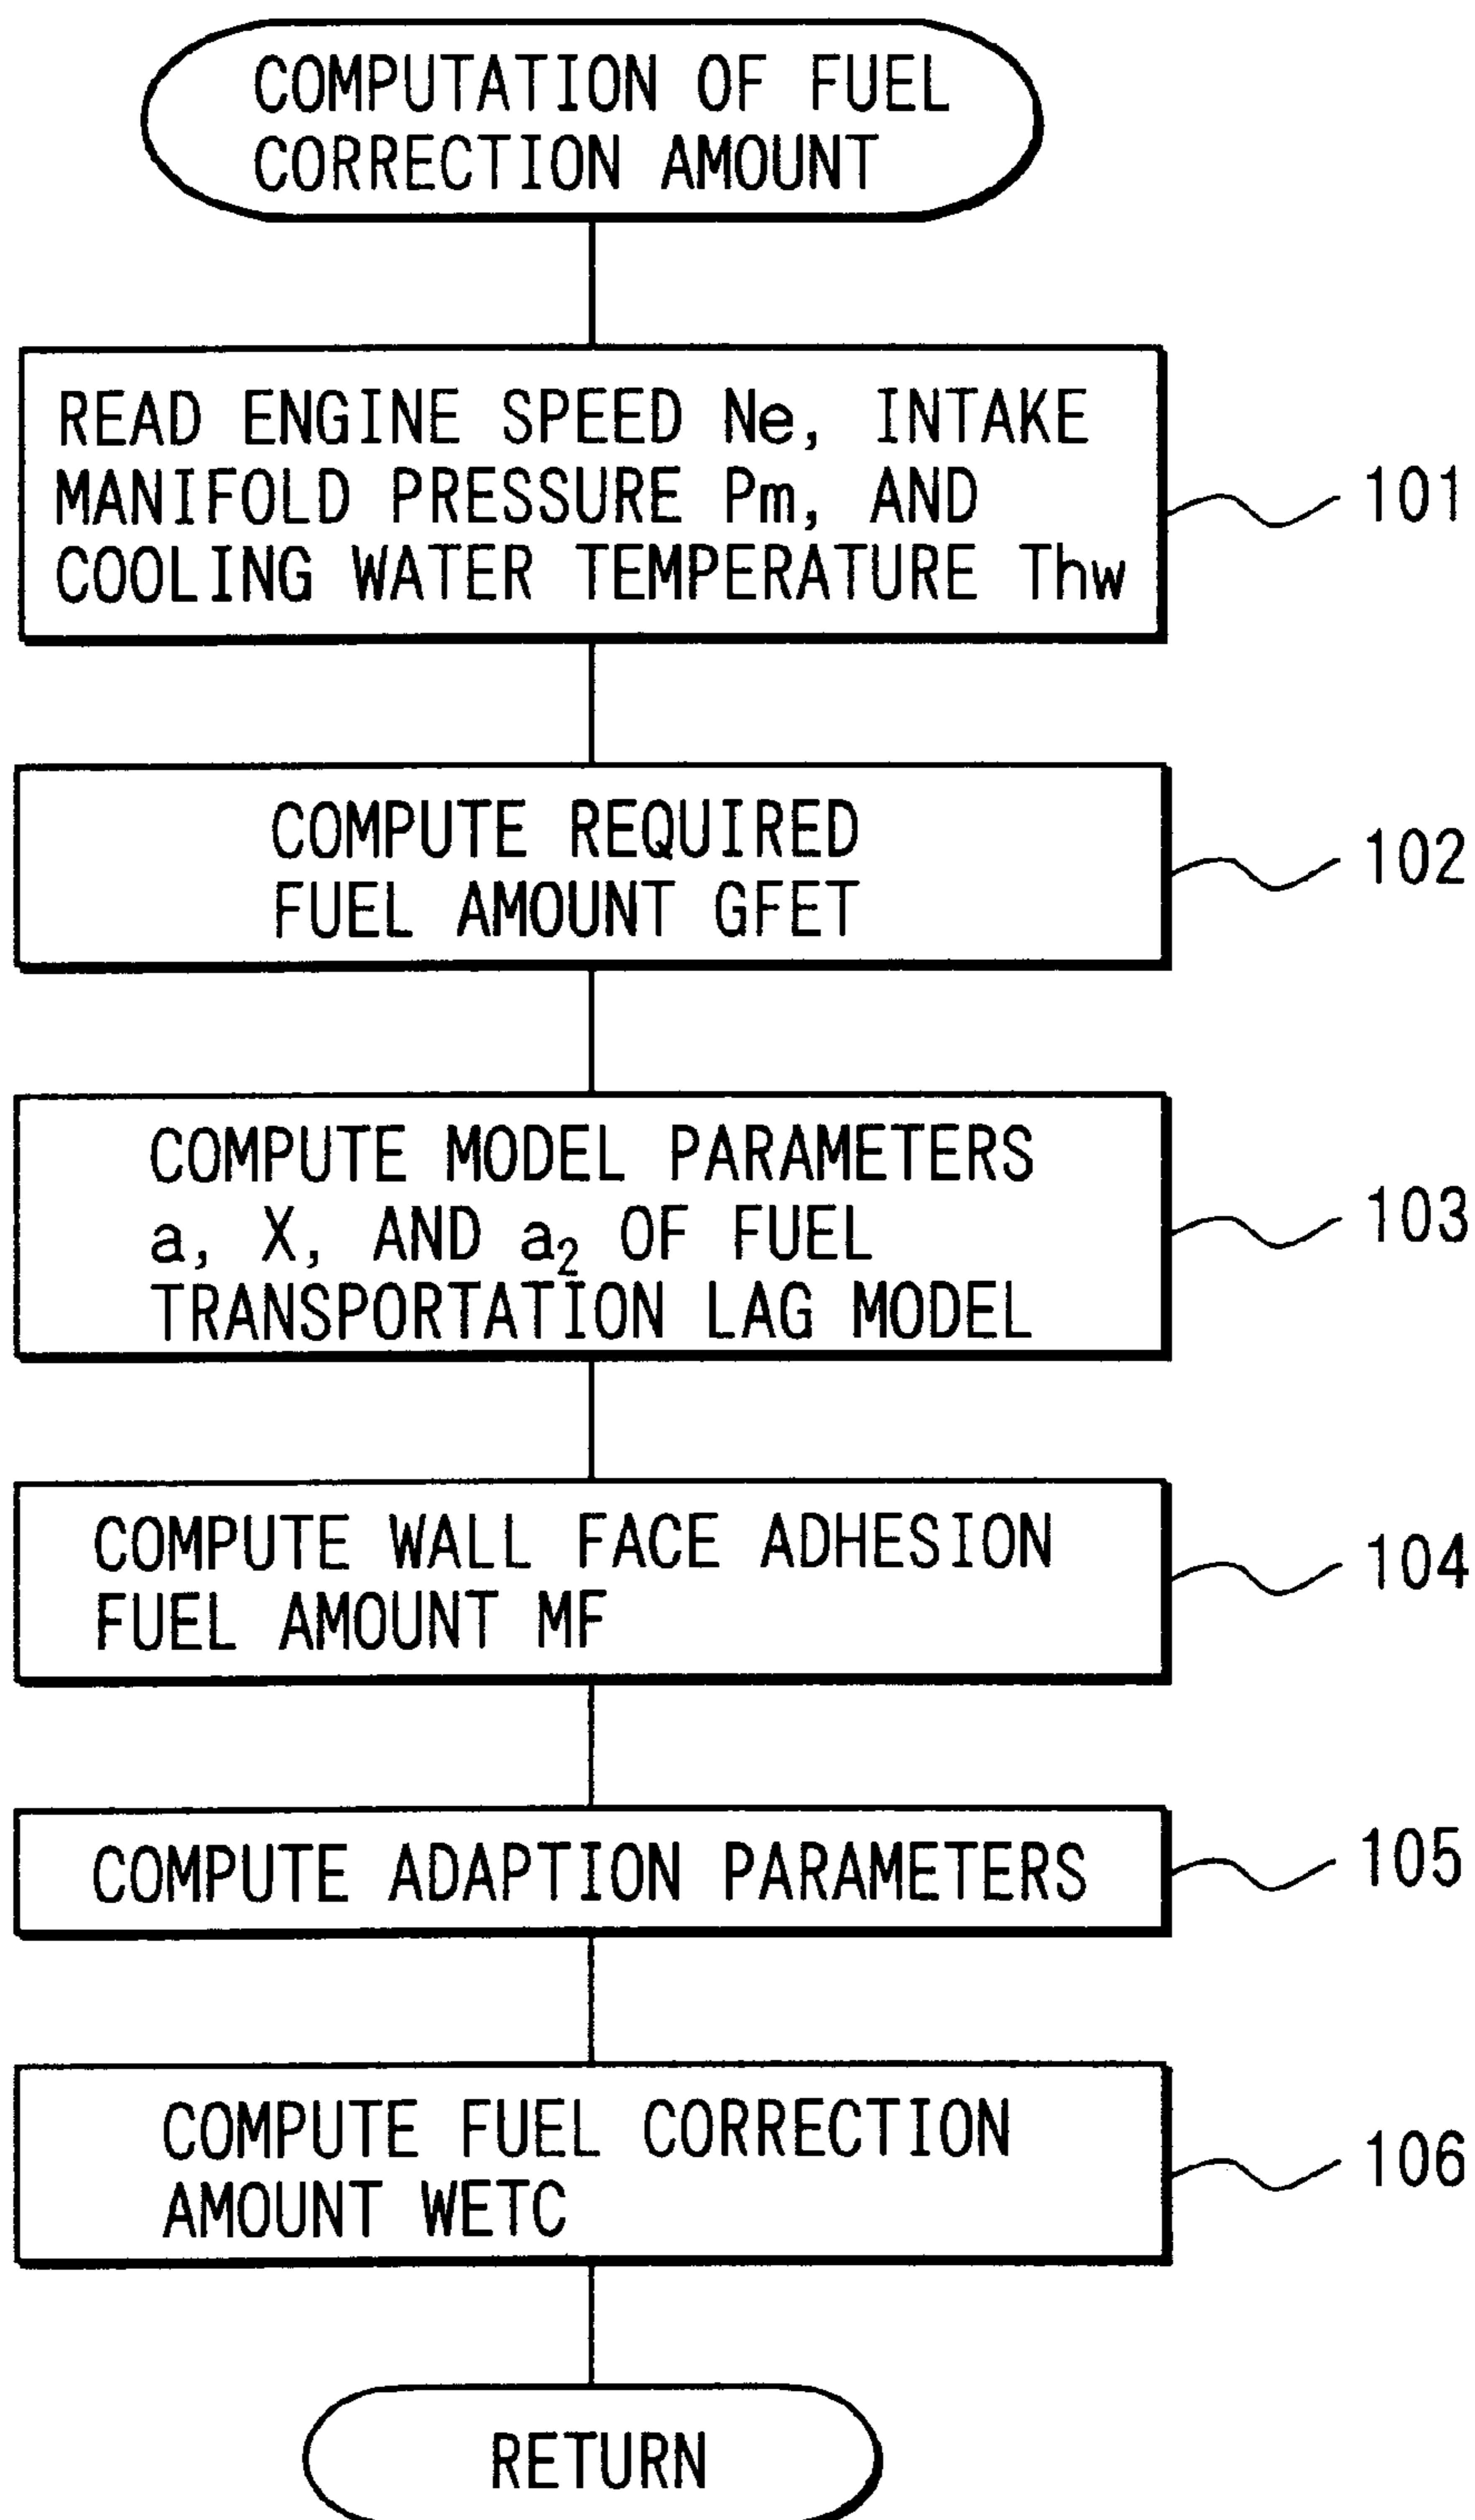 COMPUTATION OF FUEL
CORRECTION AMOUNT
READ ENGINE SPEED Ne, INTAKE
MANIFOLD PRESSURE Pm, AND
COOLING WATER TEMPERATURE Thw
101
COMPUTE REQUIRED
FUEL AMOUNT GFET
102
COMPUTE MODEL PARAMETERS
a, X, AND a₂ OF FUEL
TRANSPORTATION LAG MODEL
103
COMPUTE WALL FACE ADHESION
FUEL AMOUNT MF
104
COMPUTE ADAPTION PARAMETERS
105
COMPUTE FUEL CORRECTION
AMOUNT WETC
106
RETURN